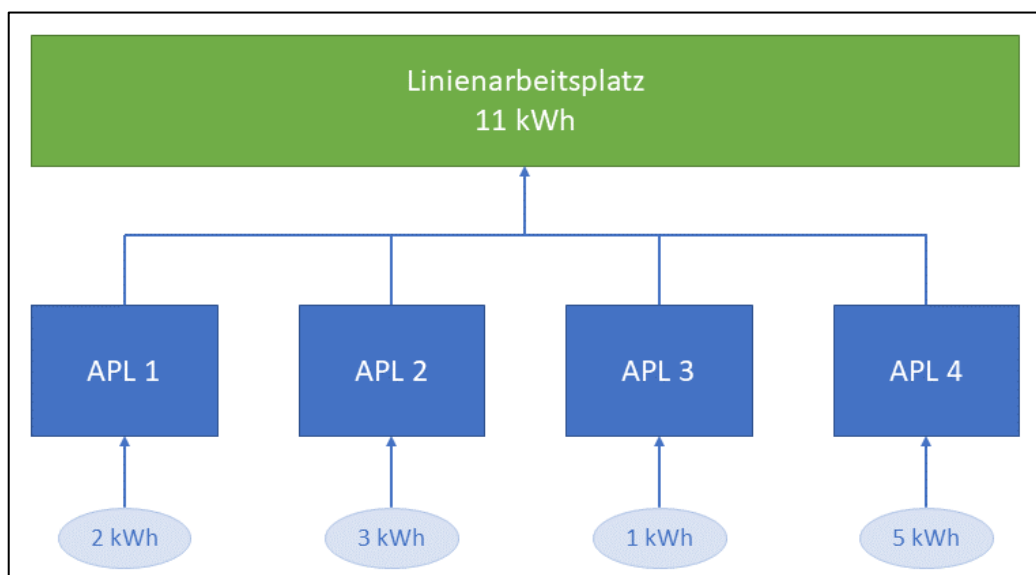 Linienarbeitsplatz
11 kWh
APL 1
APL 2
APL 3
APL 4
2 kWh
3 kWh
1 kWh
5 kWh